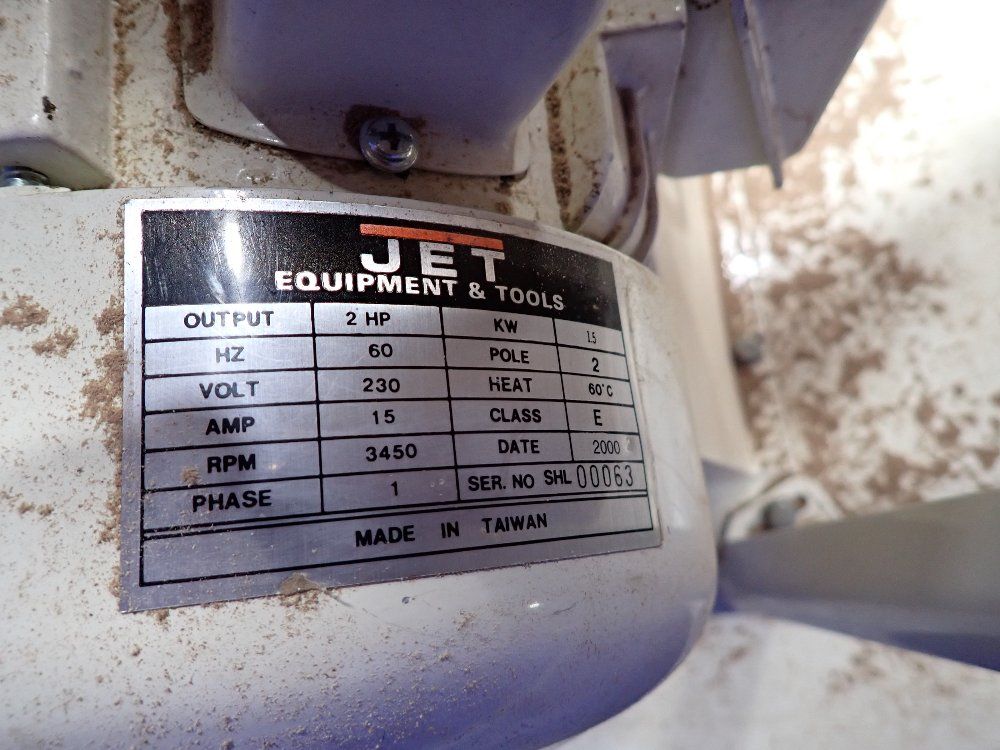 JET
EQUIPMENT & TOOLS
OUTPUT 2 HP KW 1.5
HZ 60 POLE 2
VOLT 230 HEAT 60°C
AMP 15 CLASS E
RPM 3450 DATE 2000
PHASE 1 SER. NO SHL 00063
MADE IN TAIWAN